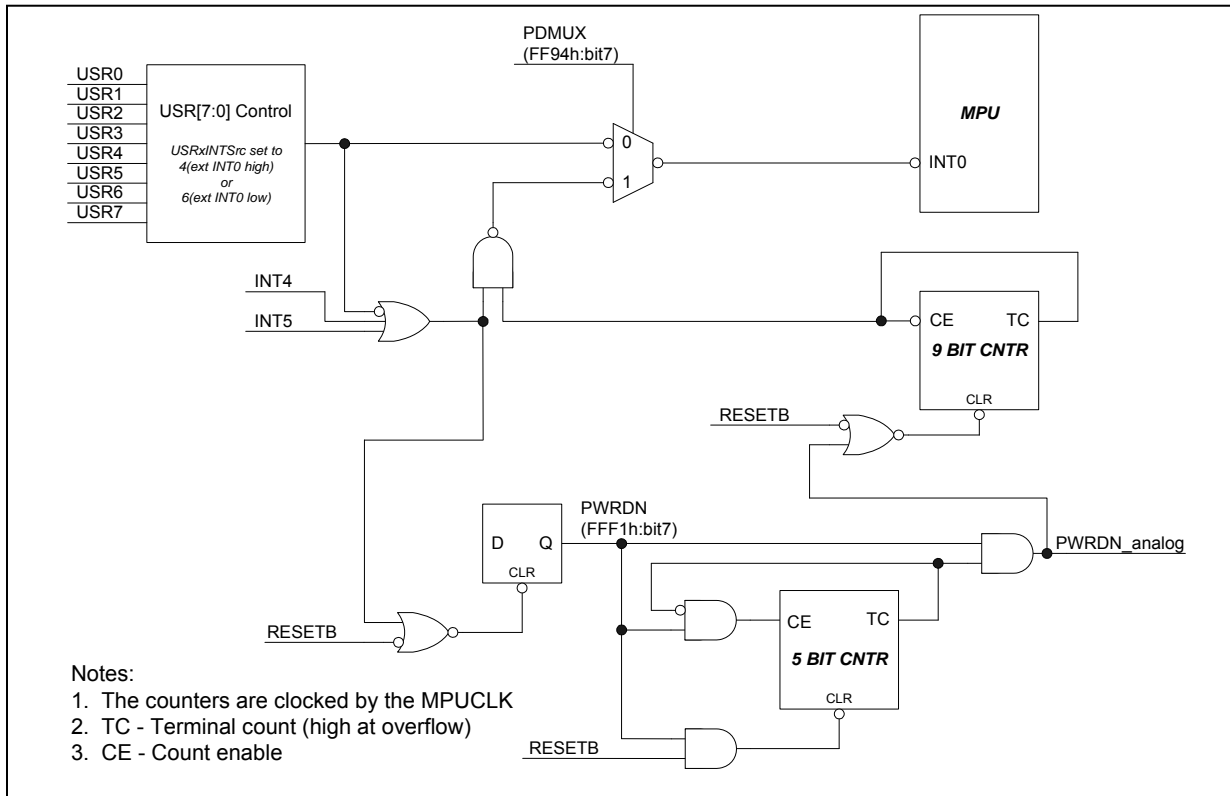 PDMUX
(FF94h:bit7)
USR0
USR1
USR2
USR3
USR4
USR5
USR6
USR7
USR[7:0] Control
USRxINTSrc set to
4(ext INT0 high)
or
6(ext INT0 low)
0
1
MPU
INT0
INT4
INT5
CE
TC
9 BIT CNTR
CLR
RESETB
D
Q
CLR
PWRDN
(FFF1h:bit7)
PWRDN_analog
RESETB
CE
TC
5 BIT CNTR
CLR
RESETB
Notes:
1. The counters are clocked by the MPUCLK
2. TC - Terminal count (high at overflow)
3. CE - Count enable